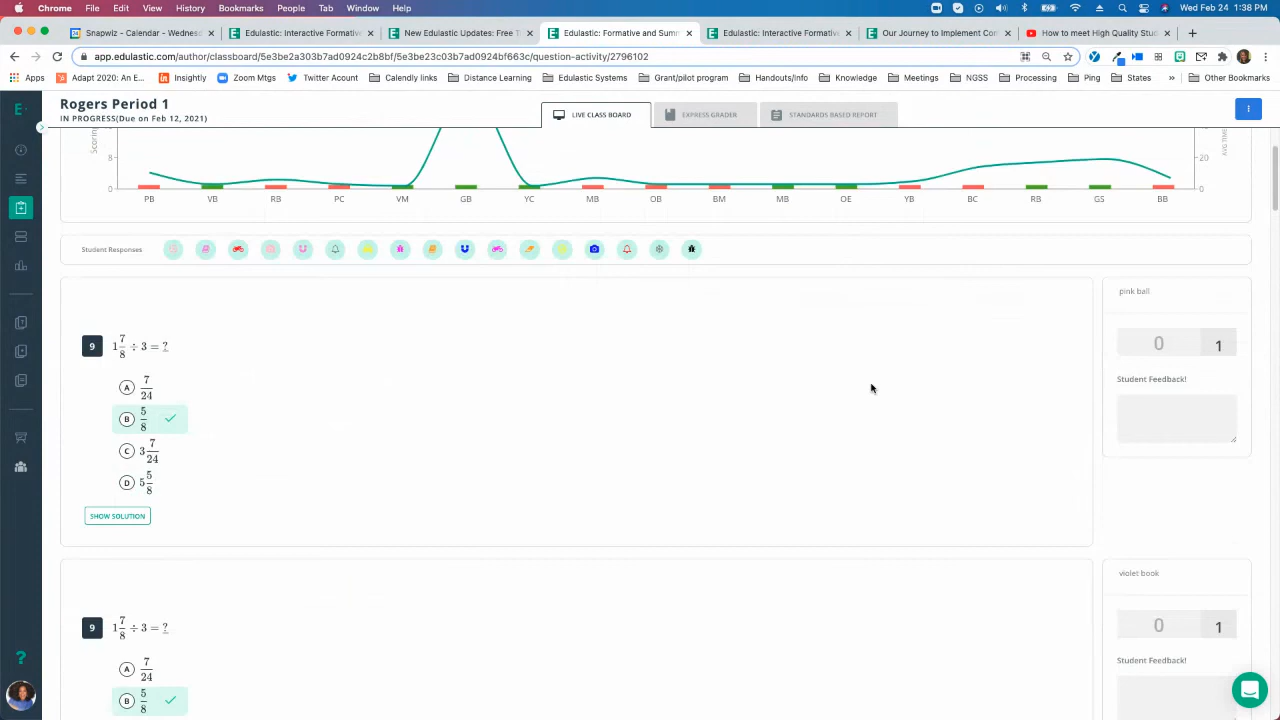 Chrome File Edit View History Bookmarks People Tab Window Help Wed Feb 24 1:38 PM
Snapwiz - Calendar - Wednes
Edulastic: Interactive Formativ
New Edulastic Updates: Free T
Edulastic: Formative and Summ
Edulastic: Interactive Formativ
Our Journey to Implement Con
How to meet High Quality Stud
app.edulastic.com/author/classboard/5e3be2a303b7ad0924c2b8bf/5e3be23c03b7ad0924bf663c/question-activity/2796102
Apps Adapt 2020: An E... Insightly Zoom Mtgs Twitter Acount Calendly links Distance Learning Edulastic Systems Grant/pilot program Handouts/Info Knowledge Meetings NGSS Processing Ping States » Other Bookmarks
Rogers Period 1
IN PROGRESS(Due on Feb 12, 2021)
LIVE CLASS BOARD
EXPRESS GRADER
STANDARDS BASED REPORT
8 20
0 0
PB VB RB PC VM GB YC MB OB BM MB OE YB BC RB GS BB
Student Responses
pink ball
9 1 7/8 ÷ 3 = ?
0 1
A 7/24
Student Feedback!
B 5/8
C 3 7/24
D 5 5/8
SHOW SOLUTION
violet book
9 1 7/8 ÷ 3 = ?
0 1
A 7/24
Student Feedback!
B 5/8